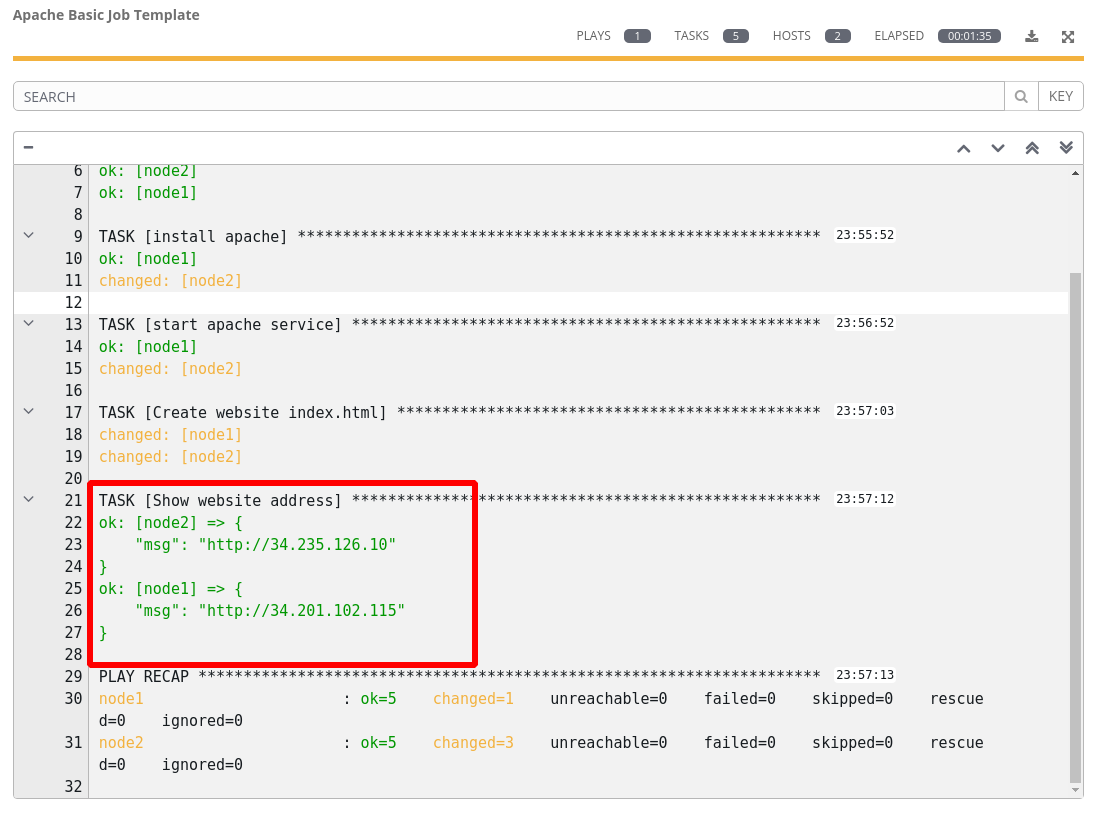 Apache Basic Job Template
PLAYS 1 TASKS 5 HOSTS 2 ELAPSED 00:01:35
SEARCH KEY
6 ok: [node2]
7 ok: [node1]
8
9 TASK [install apache] ********************************************************** 23:55:52
10 ok: [node1]
11 changed: [node2]
12
13 TASK [start apache service] **************************************************** 23:56:52
14 ok: [node1]
15 changed: [node2]
16
17 TASK [Create website index.html] *********************************************** 23:57:03
18 changed: [node1]
19 changed: [node2]
20
21 TASK [Show website address] **************************************************** 23:57:12
22 ok: [node2] => {
23 "msg": "http://34.235.126.10"
24 }
25 ok: [node1] => {
26 "msg": "http://34.201.102.115"
27 }
28
29 PLAY RECAP ********************************************************************* 23:57:13
30 node1 : ok=5 changed=1 unreachable=0 failed=0 skipped=0 rescue
d=0 ignored=0
31 node2 : ok=5 changed=3 unreachable=0 failed=0 skipped=0 rescue
d=0 ignored=0
32